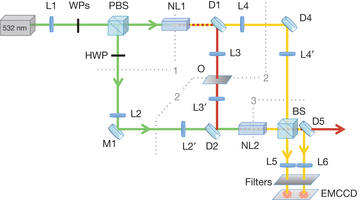 L1 WPs PBS NL1 D1 L4 D4
532 nm
HWP
L3
L4′
1
O
2
2
L3′
3
BS
L2
D5
M1 L2′ D2 NL2
L5 L6
Filters
EMCCD